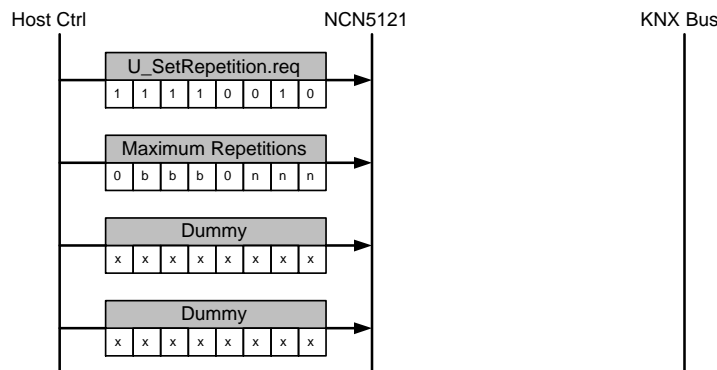 Host Ctrl NCN5121 KNX Bus
U_SetRepetition.req
1 1 1 1 0 0 1 0
Maximum Repetitions
0 b b b 0 n n n
Dummy
x x x x x x x x
Dummy
x x x x x x x x